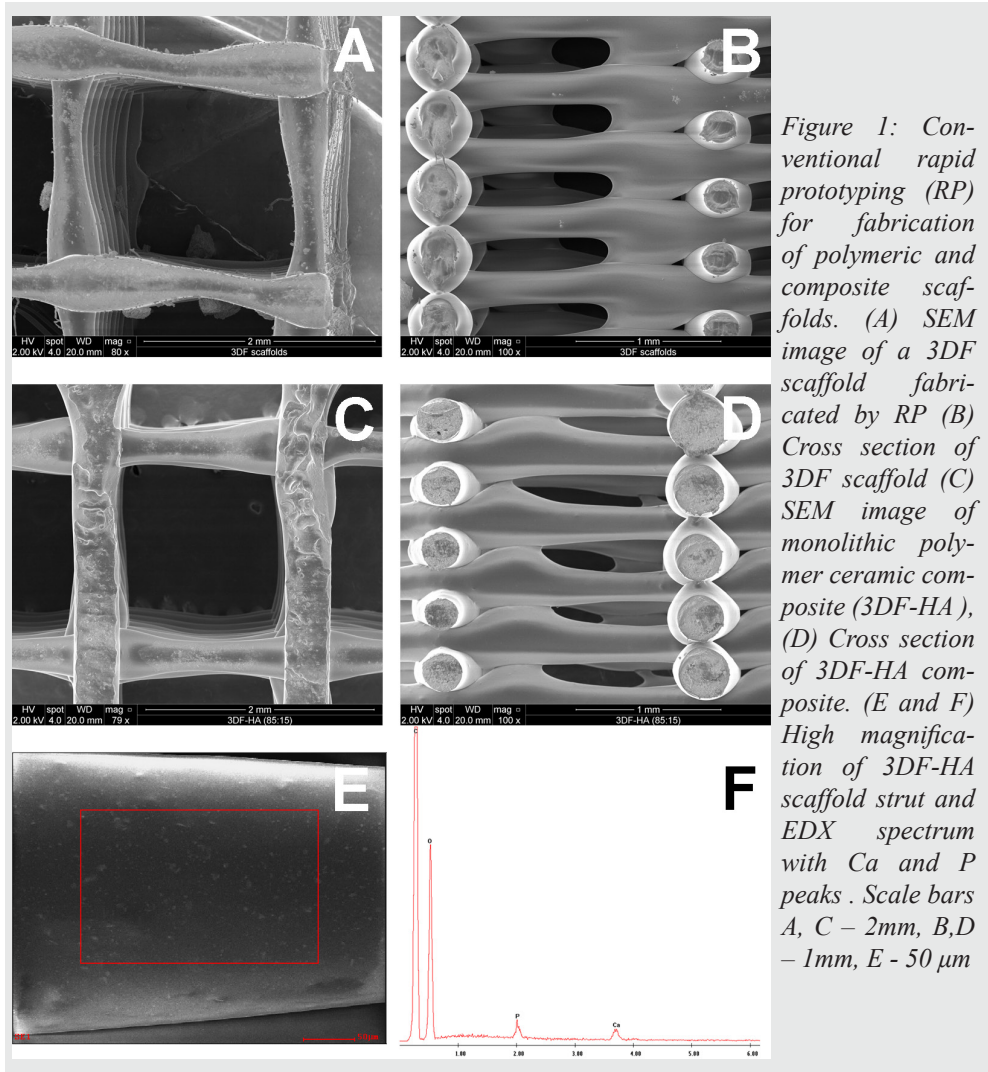 A
HV spot WD mag □ 2 mm
2.00 kV 4.0 20.0 mm 80 x 3DF scaffolds
B
HV spot WD mag □ 1 mm
2.00 kV 4.0 20.0 mm 100 x 3DF scaffolds
C
HV spot WD mag □ 2 mm
2.00 kV 4.0 20.0 mm 79 x 3DF-HA (85:15)
D
HV spot WD mag □ 1 mm
2.00 kV 4.0 20.0 mm 100 x 3DF-HA (85:15)
E
F
C
O
P
Ca
1.00 2.00 3.00 4.00 5.00 6.00
Figure 1: Con-
ventional rapid
prototyping (RP)
for fabrication
of polymeric and
composite scaf-
folds. (A) SEM
image of a 3DF
scaffold fabri-
cated by RP (B)
Cross section of
3DF scaffold (C)
SEM image of
monolithic poly-
mer ceramic com-
posite (3DF-HA ),
(D) Cross section
of 3DF-HA com-
posite. (E and F)
High magnifica-
tion of 3DF-HA
scaffold strut and
EDX spectrum
with Ca and P
peaks . Scale bars
A, C – 2mm, B,D
– 1mm, E - 50 μm